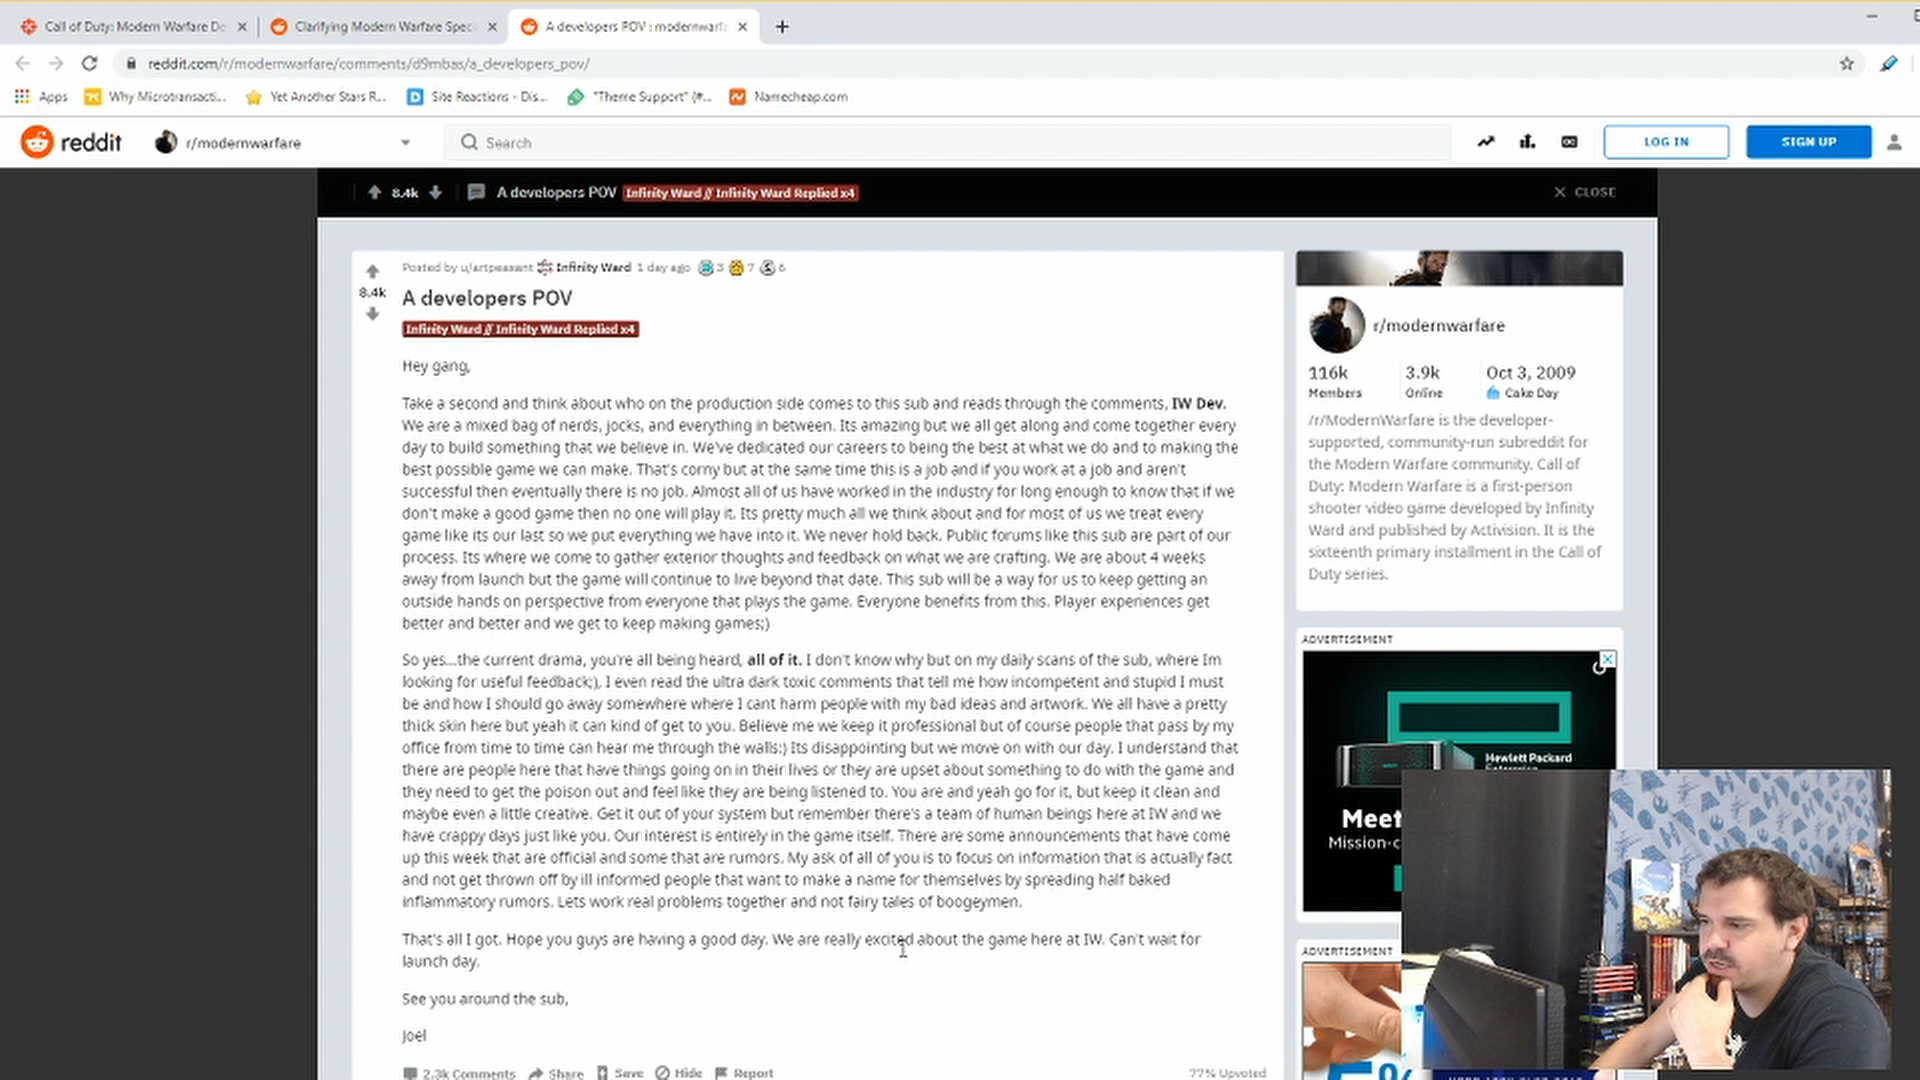 Call of Duty: Modern Warfare De
Clarifying Modern Warfare Spec
A developers POV : modernwarf
reddit.com/r/modernwarfare/comments/d9mbas/a_developers_pov/
Apps
Why Microtransacti...
Yet Another Stars R...
Site Reactions - Dis...
"Theme Support" (#...
Namecheap.com
reddit
r/modernwarfare
Search
LOG IN
SIGN UP
8.4k
A developers POV
Infinity Ward // Infinity Ward Replied x4
CLOSE
Posted by u/artpeasant Infinity Ward 1 day ago 3 7 6
8.4k
A developers POV
Infinity Ward // Infinity Ward Replied x4
Hey gang,
Take a second and think about who on the production side comes to this sub and reads through the comments, IW Dev.
We are a mixed bag of nerds, jocks, and everything in between. Its amazing but we all get along and come together every
day to build something that we believe in. We've dedicated our careers to being the best at what we do and to making the
best possible game we can make. That's corny but at the same time this is a job and if you work at a job and aren't
successful then eventually there is no job. Almost all of us have worked in the industry for long enough to know that if we
don't make a good game then no one will play it. Its pretty much all we think about and for most of us we treat every
game like its our last so we put everything we have into it. We never hold back. Public forums like this sub are part of our
process. Its where we come to gather exterior thoughts and feedback on what we are crafting. We are about 4 weeks
away from launch but the game will continue to live beyond that date. This sub will be a way for us to keep getting an
outside hands on perspective from everyone that plays the game. Everyone benefits from this. Player experiences get
better and better and we get to keep making games;)
So yes...the current drama, you're all being heard, all of it. I don't know why but on my daily scans of the sub, where Im
looking for useful feedback;), I even read the ultra dark toxic comments that tell me how incompetent and stupid I must
be and how I should go away somewhere where I cant harm people with my bad ideas and artwork. We all have a pretty
thick skin here but yeah it can kind of get to you. Believe me we keep it professional but of course people that pass by my
office from time to time can hear me through the walls:) Its disappointing but we move on with our day. I understand that
there are people here that have things going on in their lives or they are upset about something to do with the game and
they need to get the poison out and feel like they are being listened to. You are and yeah go for it, but keep it clean and
maybe even a little creative. Get it out of your system but remember there's a team of human beings here at IW and we
have crappy days just like you. Our interest is entirely in the game itself. There are some announcements that have come
up this week that are official and some that are rumors. My ask of all of you is to focus on information that is actually fact
and not get thrown off by ill informed people that want to make a name for themselves by spreading half baked
inflammatory rumors. Lets work real problems together and not fairy tales of boogeymen.
That's all I got. Hope you guys are having a good day. We are really excited about the game here at IW. Can't wait for
launch day.
See you around the sub,
Joel
2.3k Comments
Share
Save
Hide
Report
77% Upvoted
r/modernwarfare
116k
Members
3.9k
Online
Oct 3, 2009
Cake Day
/r/ModernWarfare is the developer-
supported, community-run subreddit for
the Modern Warfare community. Call of
Duty: Modern Warfare is a first-person
shooter video game developed by Infinity
Ward and published by Activision. It is the
sixteenth primary installment in the Call of
Duty series.
ADVERTISEMENT
Hewlett Packard
Enterprise
Meet
Mission-c
ADVERTISEMENT